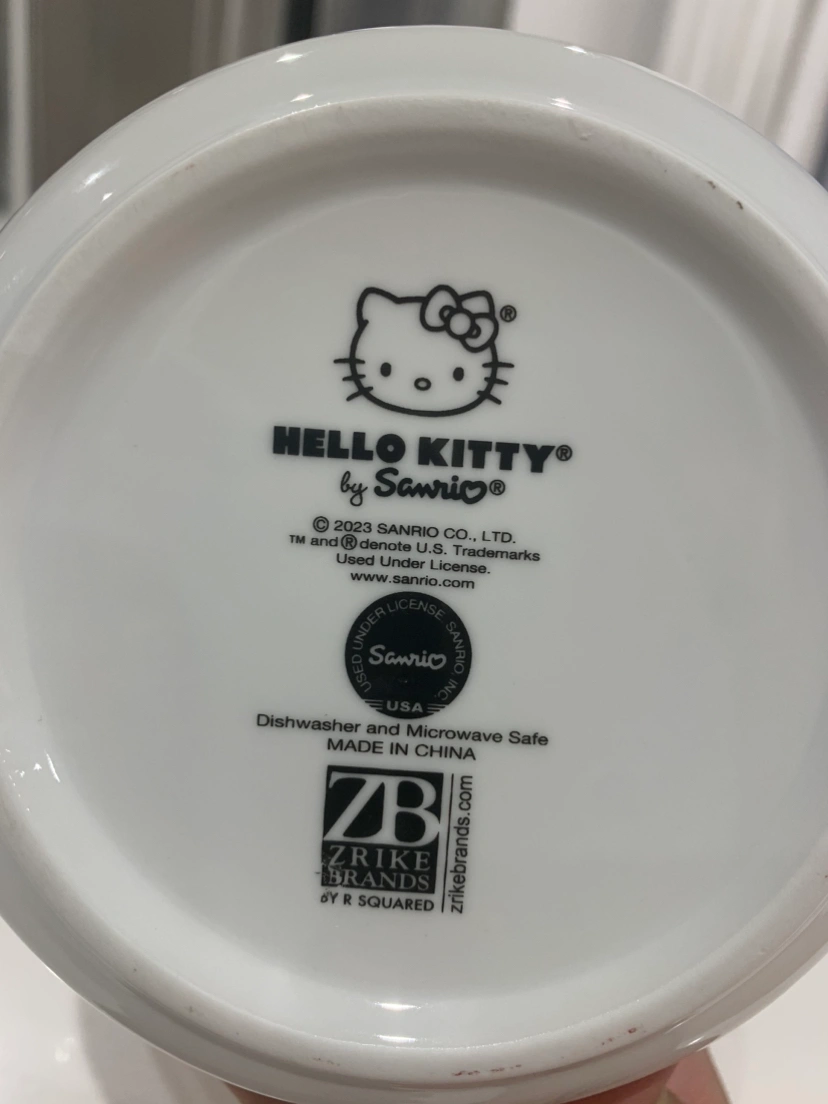 ®
HELLO KITTY®
by Sanrio®
© 2023 SANRIO CO., LTD.
™ and ® denote U.S. Trademarks
Used Under License.
www.sanrio.com
USED UNDER LICENSE. SANRIO, INC.
Sanrio
USA
Dishwasher and Microwave Safe
MADE IN CHINA
ZB
ZRIKE
BRANDS
BY R SQUARED
zrikebrands.com